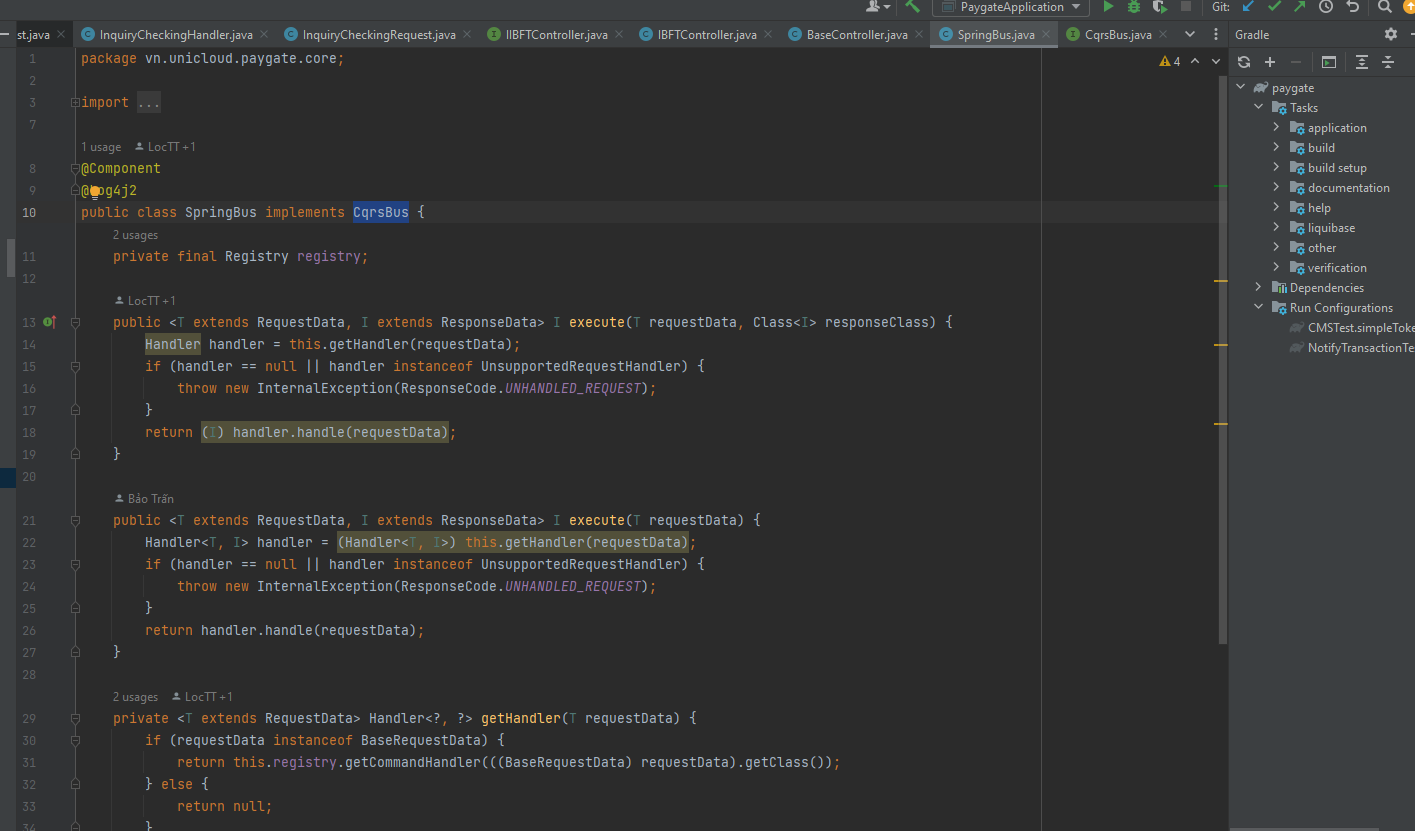 PaygateApplication
Git:
st.java
InquiryCheckingHandler.java
InquiryCheckingRequest.java
IIBFTController.java
IBFTController.java
BaseController.java
SpringBus.java
CqrsBus.java
Gradle
4
1 package vn.unicloud.paygate.core;
2
3 import ...
7
1 usage LocTT +1
8 @Component
9 @Log4j2
10 public class SpringBus implements CqrsBus {
2 usages
11 private final Registry registry;
12
LocTT +1
13 public <T extends RequestData, I extends ResponseData> I execute(T requestData, Class<I> responseClass) {
14 Handler handler = this.getHandler(requestData);
15 if (handler == null || handler instanceof UnsupportedRequestHandler) {
16 throw new InternalException(ResponseCode.UNHANDLED_REQUEST);
17 }
18 return (I) handler.handle(requestData);
19 }
20
Bảo Trấn
21 public <T extends RequestData, I extends ResponseData> I execute(T requestData) {
22 Handler<T, I> handler = (Handler<T, I>) this.getHandler(requestData);
23 if (handler == null || handler instanceof UnsupportedRequestHandler) {
24 throw new InternalException(ResponseCode.UNHANDLED_REQUEST);
25 }
26 return handler.handle(requestData);
27 }
28
2 usages LocTT +1
29 private <T extends RequestData> Handler<?, ?> getHandler(T requestData) {
30 if (requestData instanceof BaseRequestData) {
31 return this.registry.getCommandHandler(((BaseRequestData) requestData).getClass());
32 } else {
33 return null;
34 }
paygate
Tasks
application
build
build setup
documentation
help
liquibase
other
verification
Dependencies
Run Configurations
CMSTest.simpleToke
NotifyTransactionTe